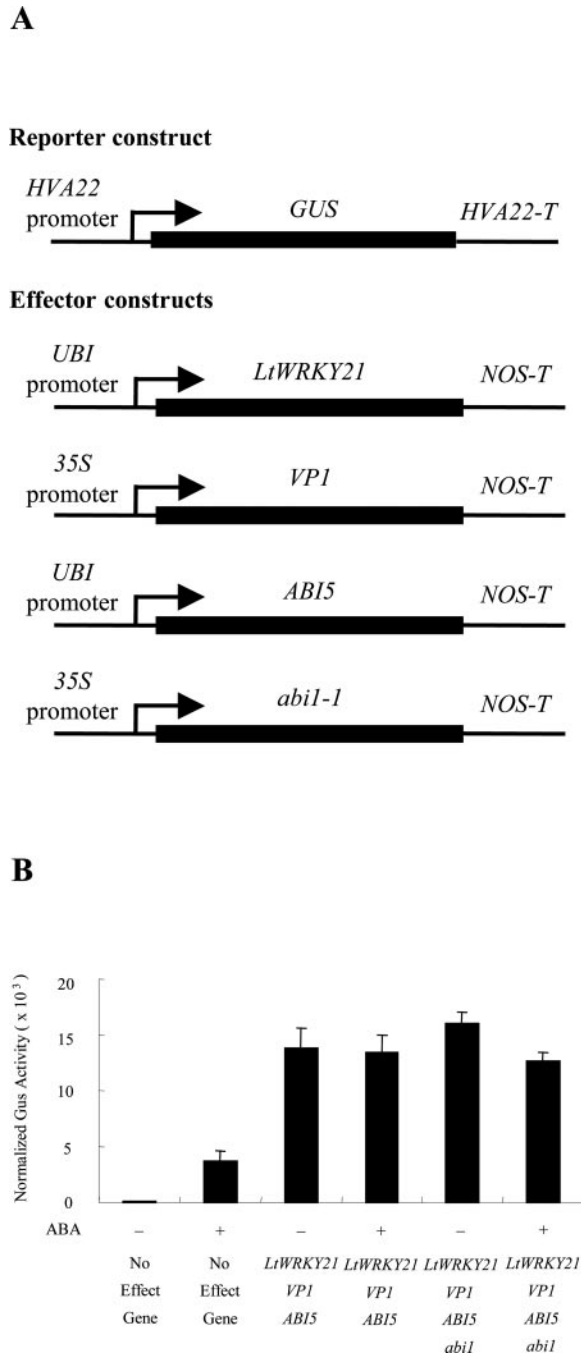 A
Reporter construct
HVA22
promoter
GUS
HVA22-T
Effector constructs
UBI
promoter
LtWRKY21
NOS-T
35S
promoter
VP1
NOS-T
UBI
promoter
ABI5
NOS-T
35S
promoter
abi1-1
NOS-T
B
Normalized Gus Activity ( x 10 3 )
20
15
10
5
0
ABA – + – + – +
No No LtWRKY21 LtWRKY21 LtWRKY21 LtWRKY21
Effect Effect VP1 VP1 VP1 VP1
Gene Gene ABI5 ABI5 ABI5 ABI5
abi1 abi1